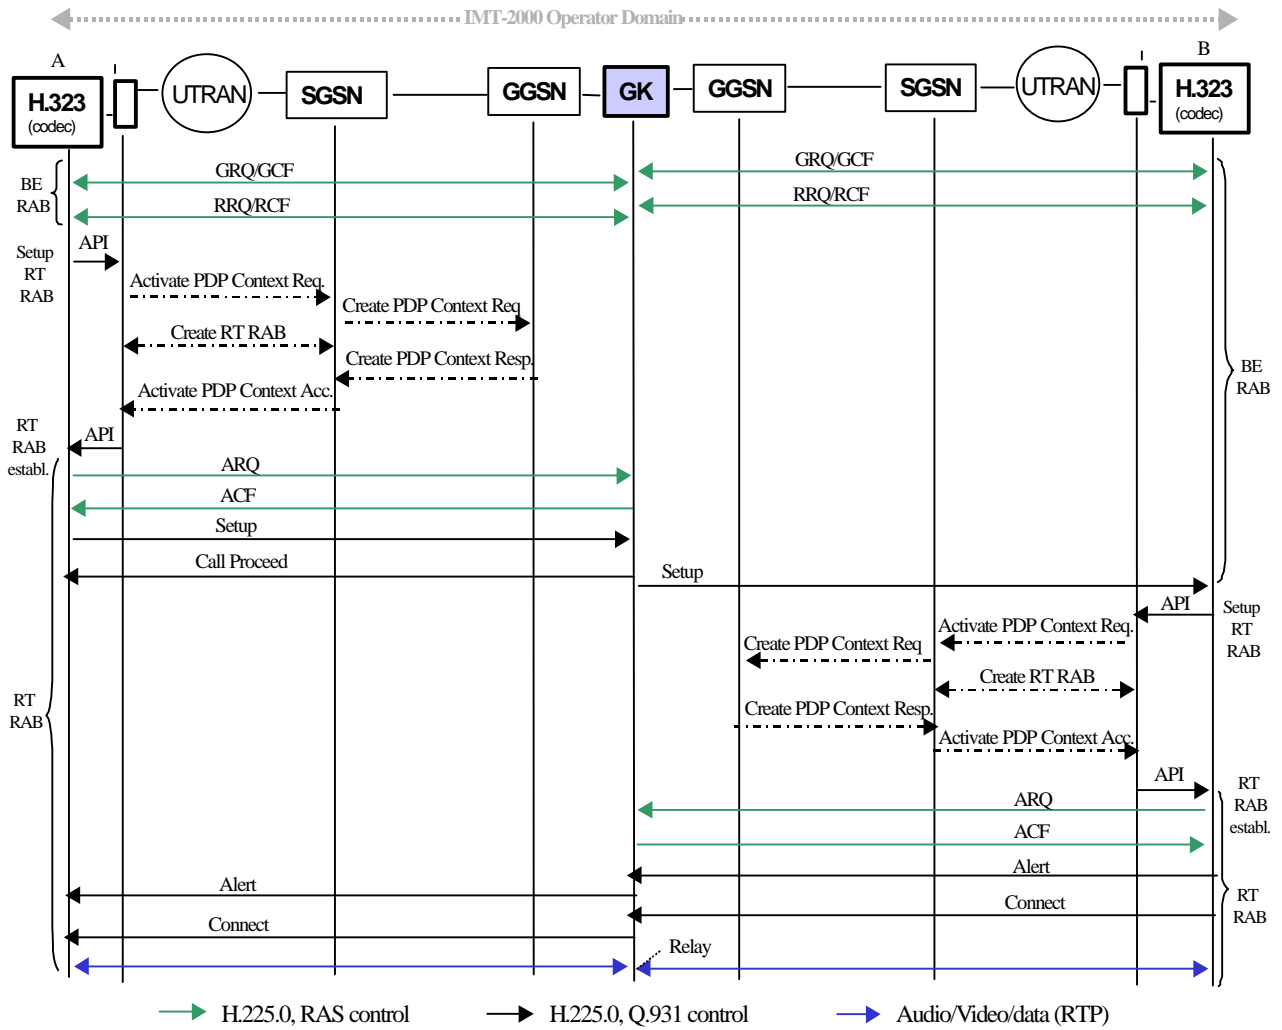 IMT-2000 Operator Domain
A
B
H.323
(codec)
UTRAN
SGSN
GGSN
GK
GGSN
SGSN
UTRAN
H.323
(codec)
GRQ/GCF
GRQ/GCF
BE
RAB
RRQ/RCF
RRQ/RCF
Setup
RT
RAB
API
Activate PDP Context Req.
Create PDP Context Req
Create RT RAB
Create PDP Context Resp.
Activate PDP Context Acc.
BE
RAB
RT
RAB
establ.
API
ARQ
ACF
Setup
Call Proceed
Setup
API
Setup
RT
RAB
Activate PDP Context Req.
Create PDP Context Req
Create RT RAB
RT
RAB
Create PDP Context Resp.
Activate PDP Context Acc.
API
RT
RAB
establ.
ARQ
ACF
Alert
Alert
Connect
RT
RAB
Connect
Relay
H.225.0, RAS control
H.225.0, Q.931 control
Audio/Video/data (RTP)